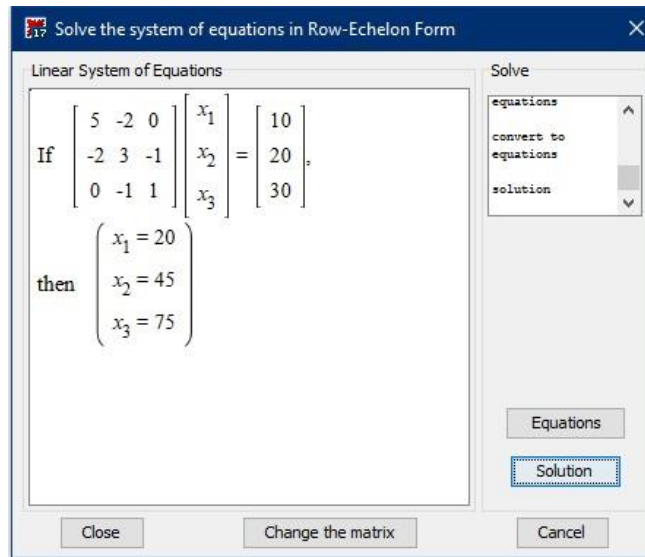 17 Solve the system of equations in Row-Echelon Form
Linear System of Equations
If [ 5 -2 0 ] [ x₁ ] = [ 10 ]
[ -2 3 -1 ] [ x₂ ] [ 20 ] ,
[ 0 -1 1 ] [ x₃ ] [ 30 ]
then ( x₁ = 20 )
( x₂ = 45 )
( x₃ = 75 )
Solve
equations
convert to
equations
solution
Equations
Solution
Close
Change the matrix
Cancel